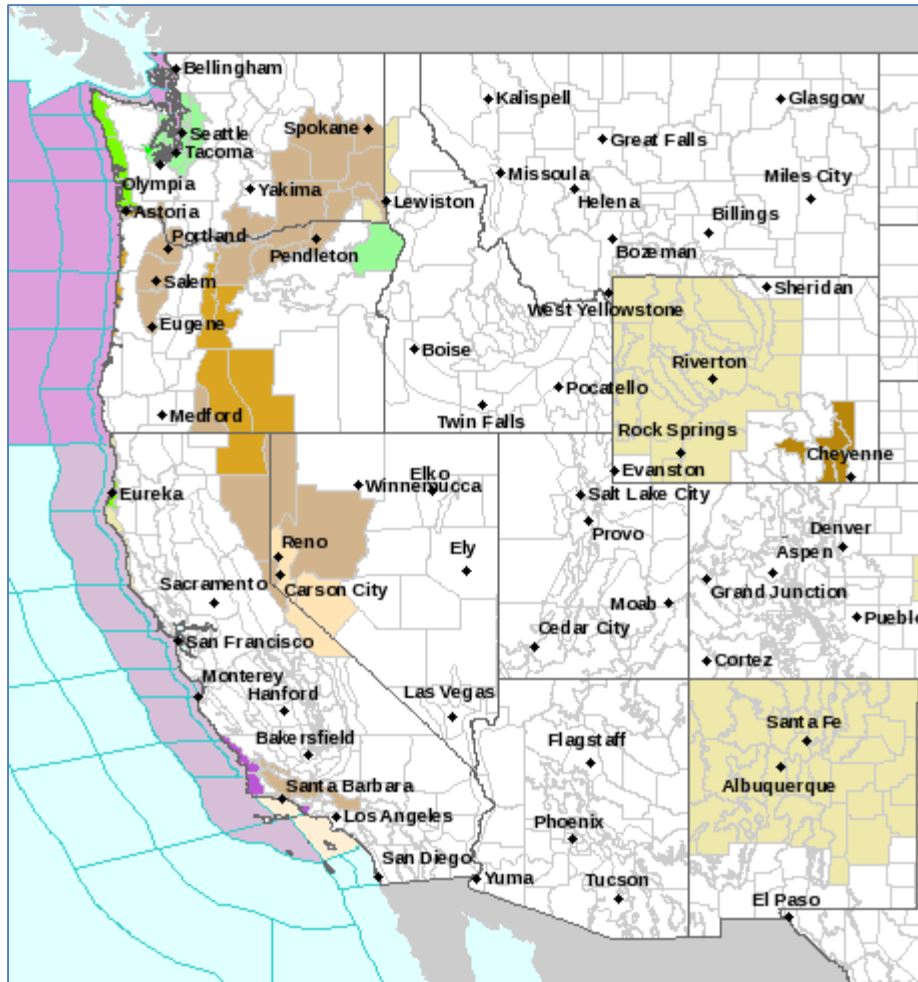 Bellingham
Kalispell
Glasgow
Seattle
Spokane
Great Falls
Tacoma
Missoula
Olympia
Yakima
Lewiston
Helena
Miles City
Astoria
Billings
Portland
Pendleton
Bozeman
Salem
Sheridan
West Yellowstone
Eugene
Boise
Riverton
Pocatello
Medford
Twin Falls
Rock Springs
Cheyenne
Elko
Evanston
Winnemucca
Eureka
Salt Lake City
Provo
Denver
Reno
Ely
Aspen
Sacramento
Carson City
Grand Junction
Moab
Pueblo
San Francisco
Cedar City
Cortez
Monterey
Hanford
Las Vegas
Santa Fe
Bakersfield
Flagstaff
Santa Barbara
Albuquerque
Los Angeles
Phoenix
San Diego
Yuma
Tucson
El Paso